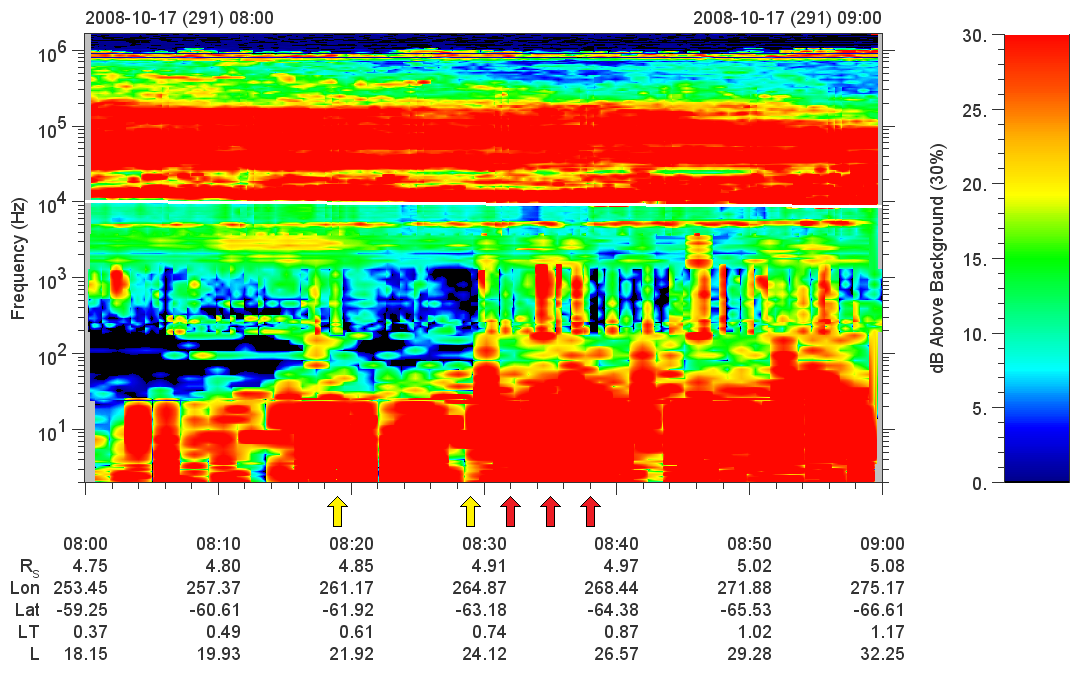 2008-10-17 (291) 08:00 2008-10-17 (291) 09:00
10^6
10^5
10^4
10^3
10^2
10^1
Frequency (Hz)
30.
25.
20.
15.
10.
5.
0.
dB Above Background (30%)
08:00 08:10 08:20 08:30 08:40 08:50 09:00
R_S 4.75 4.80 4.85 4.91 4.97 5.02 5.08
Lon 253.45 257.37 261.17 264.87 268.44 271.88 275.17
Lat -59.25 -60.61 -61.92 -63.18 -64.38 -65.53 -66.61
LT 0.37 0.49 0.61 0.74 0.87 1.02 1.17
L 18.15 19.93 21.92 24.12 26.57 29.28 32.25